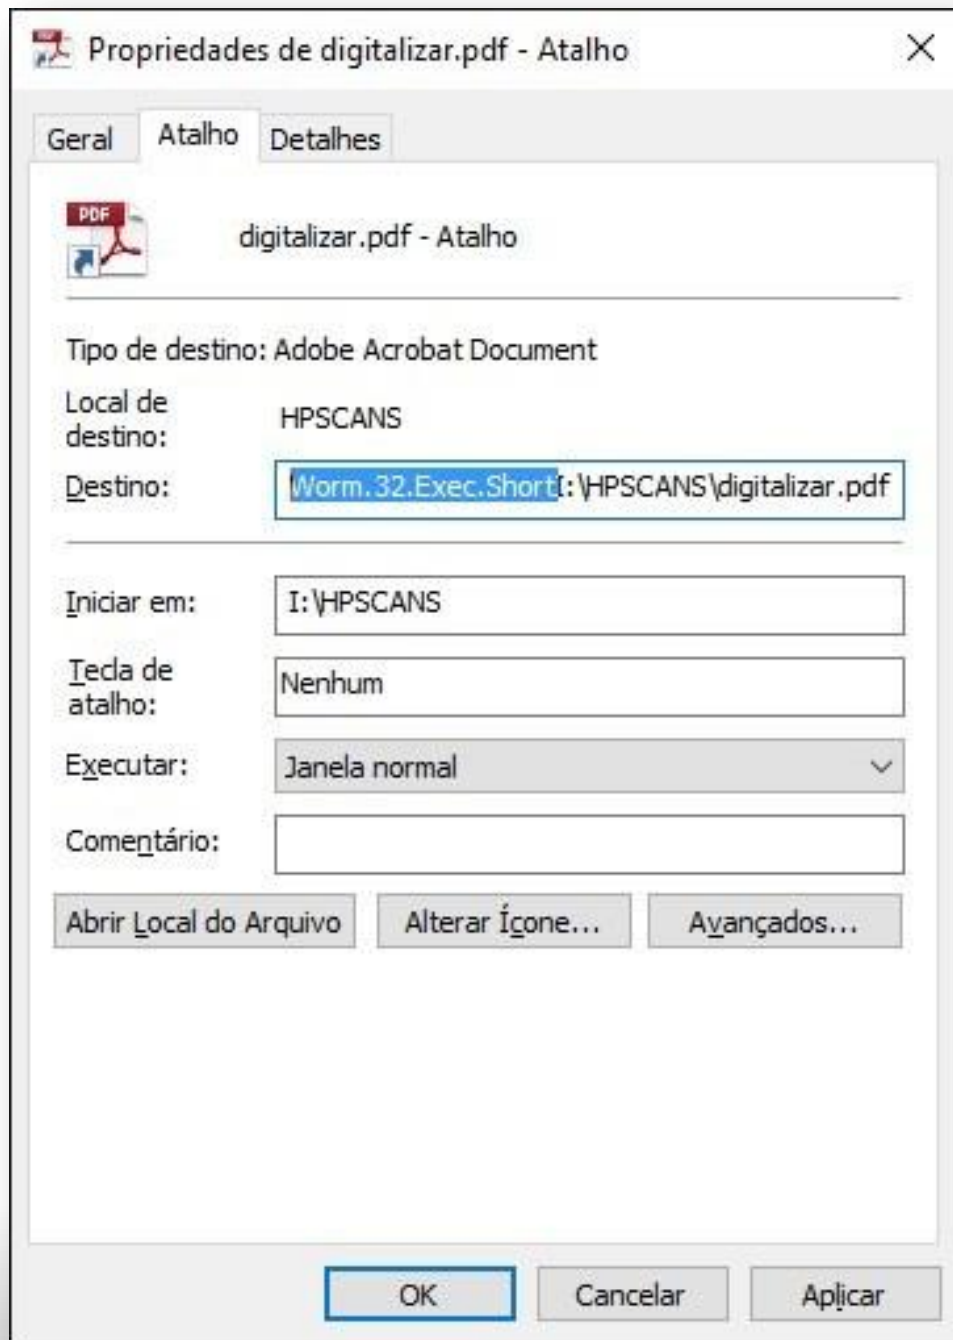 Propriedades de digitalizar.pdf - Atalho
Geral Atalho Detalhes
PDF
digitalizar.pdf - Atalho
Tipo de destino: Adobe Acrobat Document
Local de destino: HPSCANS
Destino: Worm.32.Exec.ShortI:\HPSCANS\digitalizar.pdf
Iniciar em: I:\HPSCANS
Tecla de atalho: Nenhum
Executar: Janela normal
Comentário:
Abrir Local do Arquivo Alterar Ícone... Avançados...
OK Cancelar Aplicar